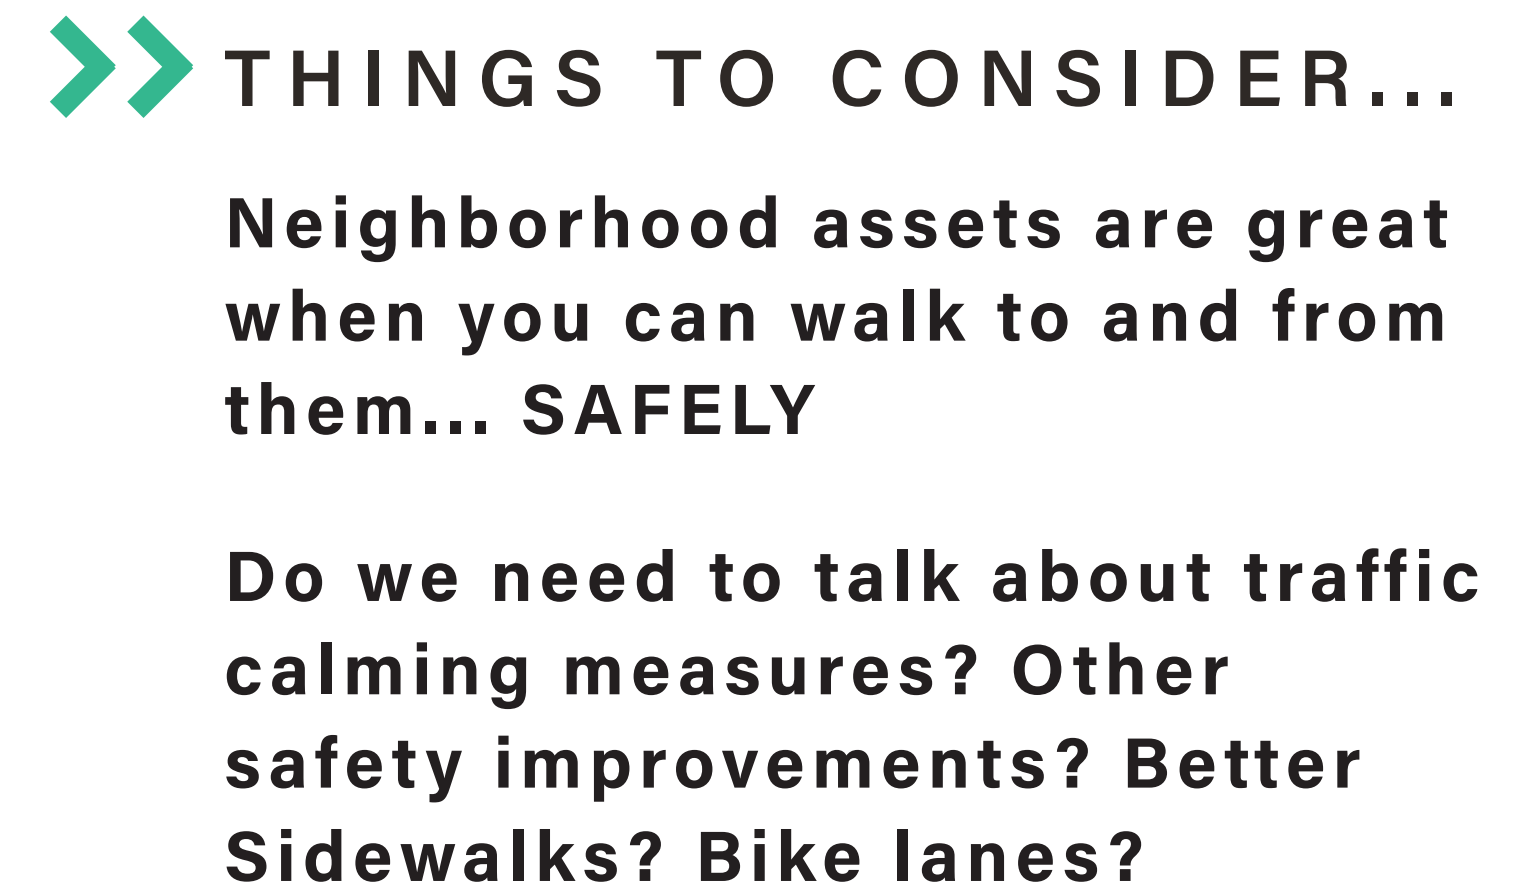 THINGS TO CONSIDER...
Neighborhood assets are great
when you can walk to and from
them... SAFELY
Do we need to talk about traffic
calming measures? Other
safety improvements? Better
Sidewalks? Bike lanes?